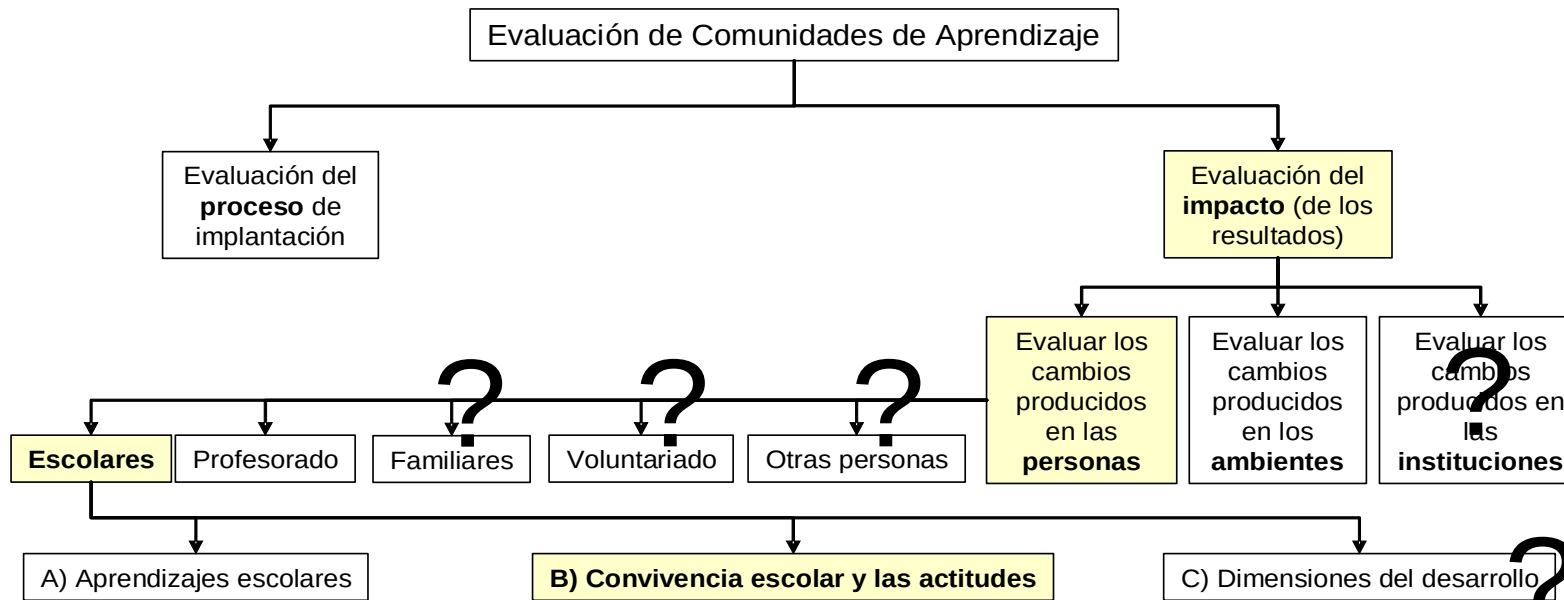 Evaluación de Comunidades de Aprendizaje
Evaluación del
proceso de
implantación
Evaluación del
impacto (de los
resultados)
Evaluar los
cambios
producidos
en las
personas
Evaluar los
cambios
producidos
en los
ambientes
Evaluar los
cambios
producidos en
las
instituciones
?
Escolares
Profesorado
Familiares
?
Voluntariado
?
Otras personas
?
A) Aprendizajes escolares
B) Convivencia escolar y las actitudes
C) Dimensiones del desarrollo
?